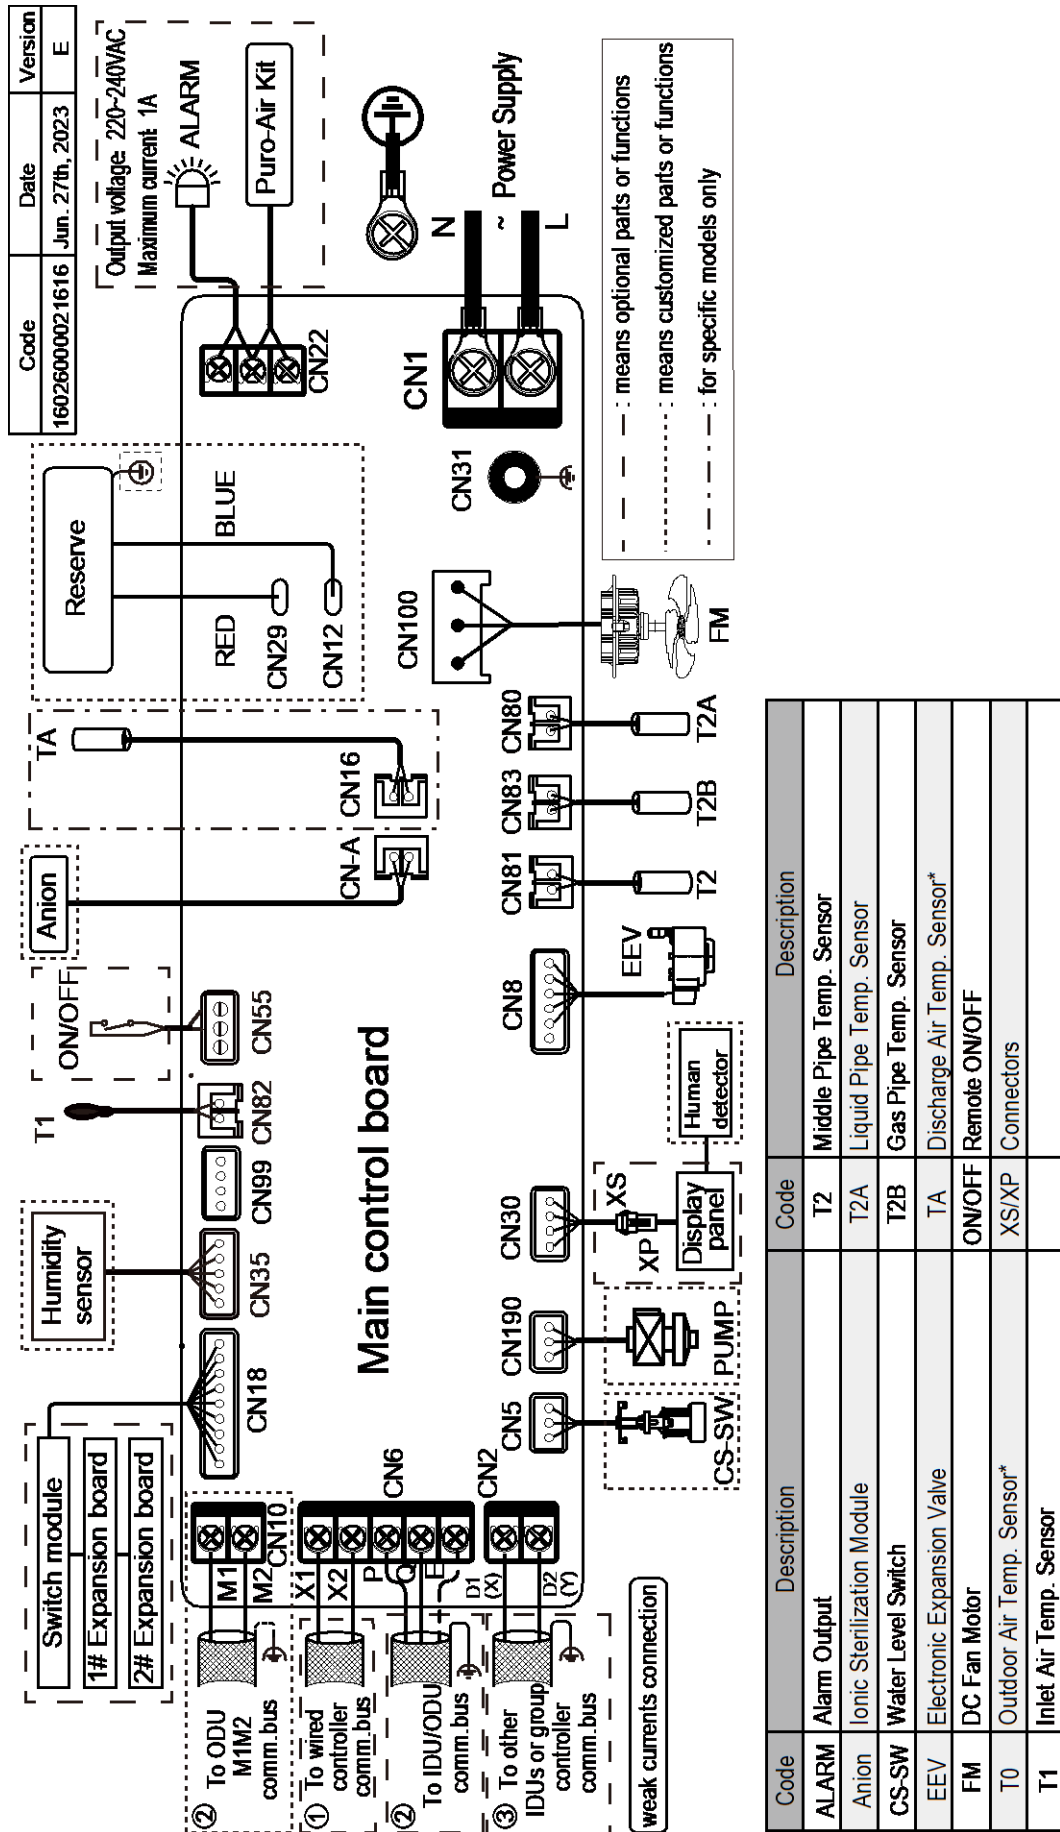 Code Date Version
16026000021616 Jun. 27th, 2023 E
Switch module
1# Expansion board
2# Expansion board
Humidity
sensor
T1
ON/OFF
Anion
TA
Reserve
RED
BLUE
Output voltage: 220~240VAC
Maximum current: 1A
ALARM
Puro-Air Kit
CN18
CN35
CN99
CN82
CN55
CN-A
CN16
CN29
CN12
CN22
② To ODU
M1M2
comm.bus
M1
M2
CN10
① To wired
controller
comm.bus
X1
X2
② To IDU/ODU
comm.bus
P
Q
E
CN6
③ To other
IDUs or group
controller
comm.bus
D1
(X)
D2
(Y)
CN2
weak currents connection
Main control board
CN5
CN190
CN30
CN8
CN81
CN83
CN80
CN100
CN31
CN1
N
~ Power Supply
L
CS-SW
PUMP
XP
XS
Display
panel
Human
detector
EEV
T2
T2B
T2A
FM
: means optional parts or functions
: means customized parts or functions
: for specific models only
Code Description Code Description
ALARM Alarm Output T2 Middle Pipe Temp. Sensor
Anion Ionic Sterilization Module T2A Liquid Pipe Temp. Sensor
CS-SW Water Level Switch T2B Gas Pipe Temp. Sensor
EEV Electronic Expansion Valve TA Discharge Air Temp. Sensor*
FM DC Fan Motor ON/OFF Remote ON/OFF
T0 Outdoor Air Temp. Sensor* XS/XP Connectors
T1 Inlet Air Temp. Sensor